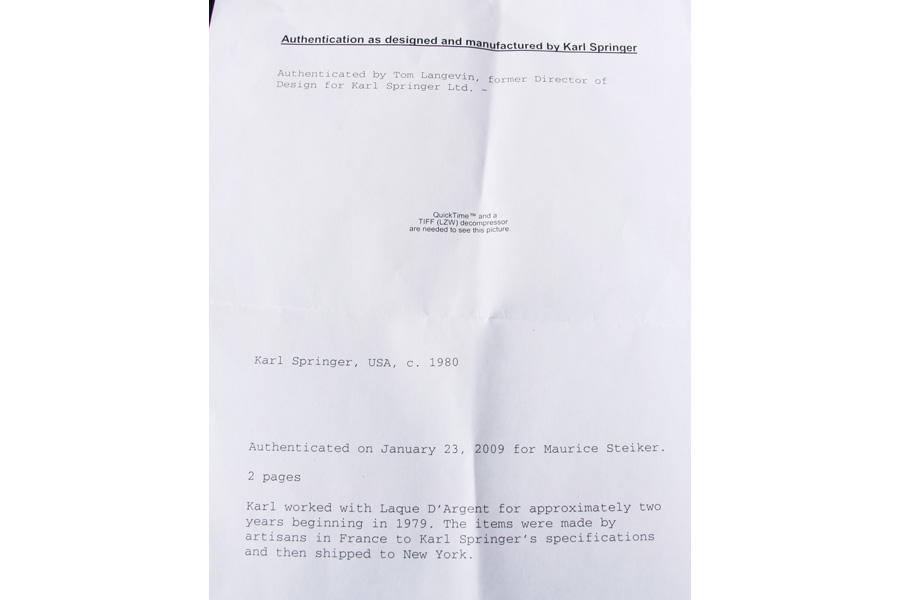 Authentication as designed and manufactured by Karl Springer
Authenticated by Tom Langevin, former Director of
Design for Karl Springer Ltd. ~
QuickTime™ and a
TIFF (LZW) decompressor
are needed to see this picture.
Karl Springer, USA, c. 1980
Authenticated on January 23, 2009 for Maurice Steiker.
2 pages
Karl worked with Laque D'Argent for approximately two
years beginning in 1979. The items were made by
artisans in France to Karl Springer's specifications
and then shipped to New York.